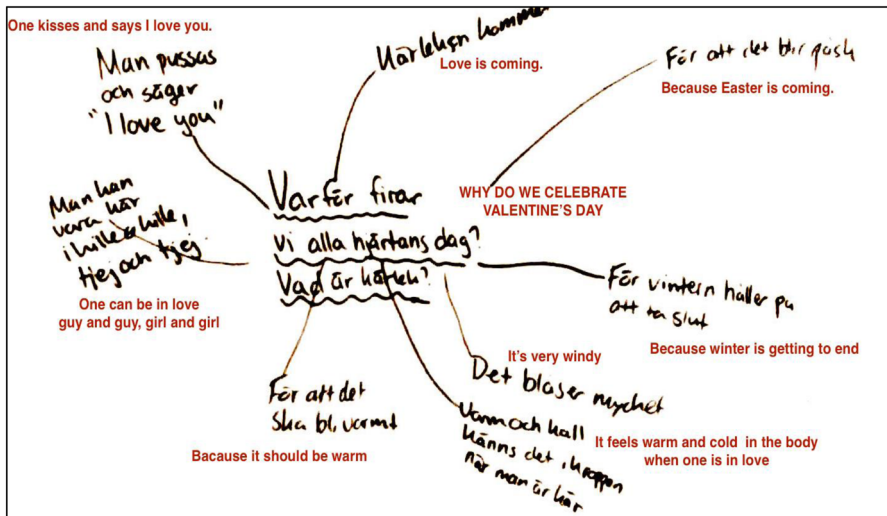 One kisses and says I love you.
Man pussas
och säger
"I love you"
Kärleken kommer
Love is coming.
För att det blir påsk
Because Easter is coming.
Varför firar
vi alla hjärtans dag?
Vad är kärlek?
WHY DO WE CELEBRATE
VALENTINE'S DAY
Man kan
vara kär
i kille & kille,
tjej och tjej
One can be in love
guy and guy, girl and girl
För vintern håller på
att ta slut
Because winter is getting to end
För att det
ska bli varmt
Bacause it should be warm
It's very windy
Det blåser mycket
Varm och kall
känns det i kroppen
när man är kär
It feels warm and cold in the body
when one is in love